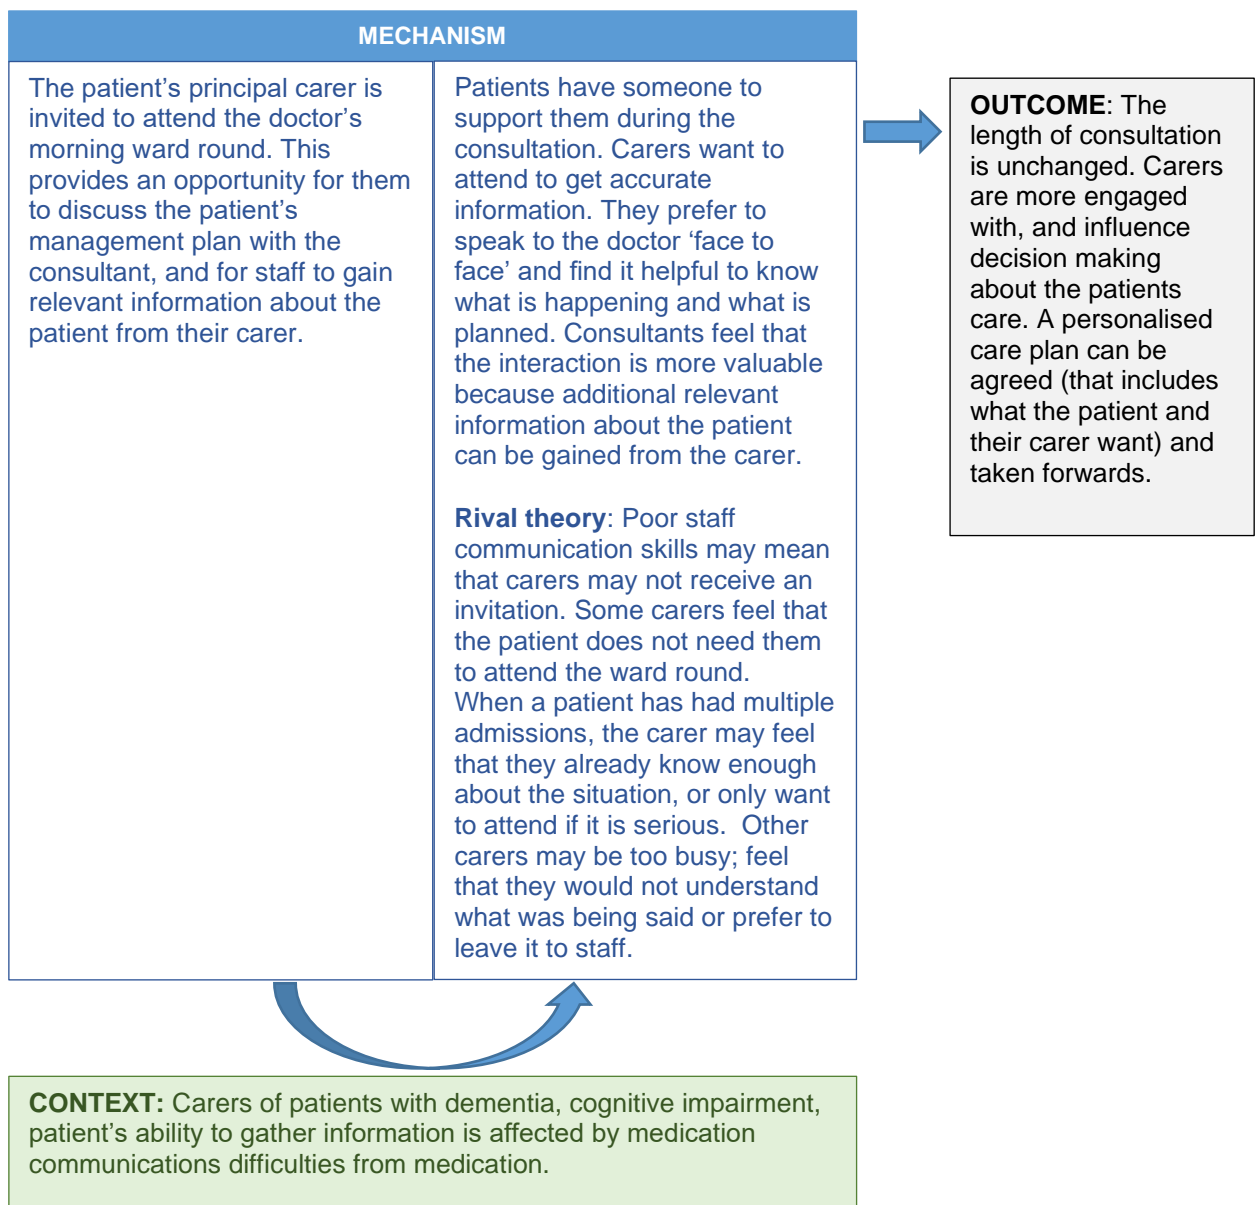 MECHANISM
The patient’s principal carer is
invited to attend the doctor’s
morning ward round. This
provides an opportunity for them
to discuss the patient’s
management plan with the
consultant, and for staff to gain
relevant information about the
patient from their carer.
Patients have someone to
support them during the
consultation. Carers want to
attend to get accurate
information. They prefer to
speak to the doctor ‘face to
face’ and find it helpful to know
what is happening and what is
planned. Consultants feel that
the interaction is more valuable
because additional relevant
information about the patient
can be gained from the carer.
Rival theory: Poor staff
communication skills may mean
that carers may not receive an
invitation. Some carers feel that
the patient does not need them
to attend the ward round.
When a patient has had multiple
admissions, the carer may feel
that they already know enough
about the situation, or only want
to attend if it is serious.  Other
carers may be too busy; feel
that they would not understand
what was being said or prefer to
leave it to staff.
OUTCOME: The
length of consultation
is unchanged. Carers
are more engaged
with, and influence
decision making
about the patients
care. A personalised
care plan can be
agreed (that includes
what the patient and
their carer want) and
taken forwards.
CONTEXT: Carers of patients with dementia, cognitive impairment,
patient’s ability to gather information is affected by medication
communications difficulties from medication.